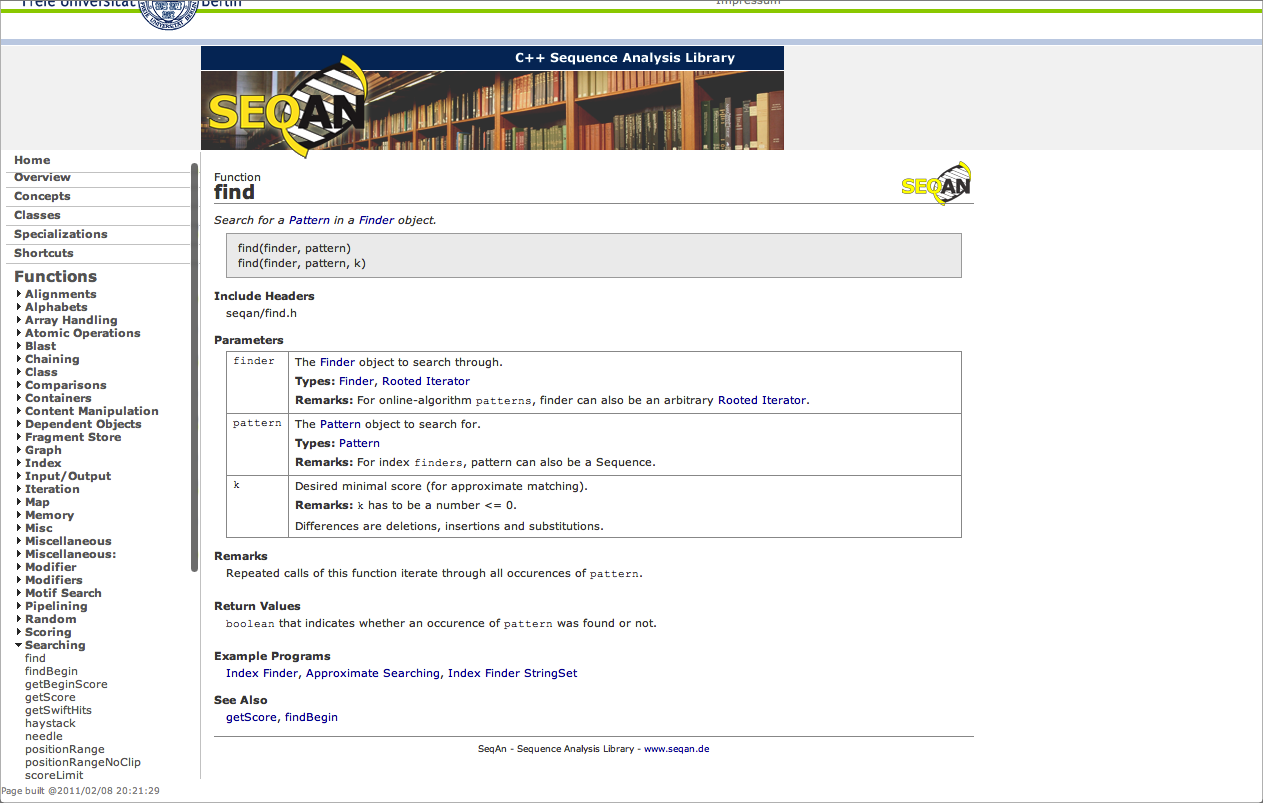 Freie Universität Berlin
Impressum
C++ Sequence Analysis Library
SEQAN
Home
Overview
Concepts
Classes
Specializations
Shortcuts
Functions
Alignments
Alphabets
Array Handling
Atomic Operations
Blast
Chaining
Class
Comparisons
Containers
Content Manipulation
Dependent Objects
Fragment Store
Graph
Index
Input/Output
Iteration
Map
Memory
Misc
Miscellaneous
Miscellaneous:
Modifier
Modifiers
Motif Search
Pipelining
Random
Scoring
Searching
find
findBegin
getBeginScore
getScore
getSwiftHits
haystack
needle
positionRange
positionRangeNoClip
scoreLimit
Page built @2011/02/08 20:21:29
Function
find
SEQAN
Search for a Pattern in a Finder object.
find(finder, pattern)
find(finder, pattern, k)
Include Headers
seqan/find.h
Parameters
finder
The Finder object to search through.
Types: Finder, Rooted Iterator
Remarks: For online-algorithm patterns, finder can also be an arbitrary Rooted Iterator.
pattern
The Pattern object to search for.
Types: Pattern
Remarks: For index finders, pattern can also be a Sequence.
k
Desired minimal score (for approximate matching).
Remarks: k has to be a number <= 0.
Differences are deletions, insertions and substitutions.
Remarks
Repeated calls of this function iterate through all occurences of pattern.
Return Values
boolean that indicates whether an occurence of pattern was found or not.
Example Programs
Index Finder, Approximate Searching, Index Finder StringSet
See Also
getScore, findBegin
SeqAn - Sequence Analysis Library - www.seqan.de